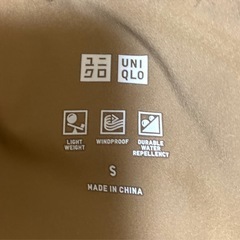 ユニ UNI
クロ QLO
LIGHT WEIGHT
WINDPROOF
DURABLE WATER REPELLENCY
S
MADE IN CHINA